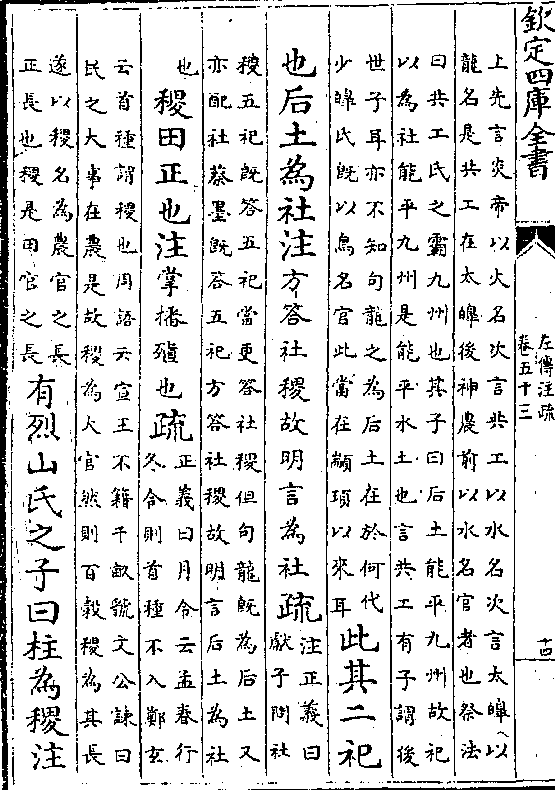 欽定四庫全書
左傳注疏
卷五十三
十四
上先言炎帝以火名次言共工以水名次言太皥以
龍名是共工在太皥後神農前以水名官者也祭法
曰共工氏之霸九州也其子曰后土能平九州故祀
以為社能平九州是能平水土也言共工有子謂後
世子耳亦不知句龍之為后土在於何代
少皥氏既以鳥名官此當在顓頊以來耳
此其二祀
也后土為社注方答社稷故明言為社疏
注正義曰
獻子問社
稷五祀既答五祀當更答社稷但句龍既為后土又
亦配社蔡墨既答五祀方答社稷故明言后土為社
也
稷田正也注掌播殖也疏
正義曰月令云孟春行
冬令則首種不入鄭玄
云首種謂稷也周語云宣王不籍千畝虢文公諫曰
民之大事在農是故稷為大官然則百穀稷為其長
遂以稷名為農官之長
正長也稷是田官之長
有烈山氏之子曰柱為稷注